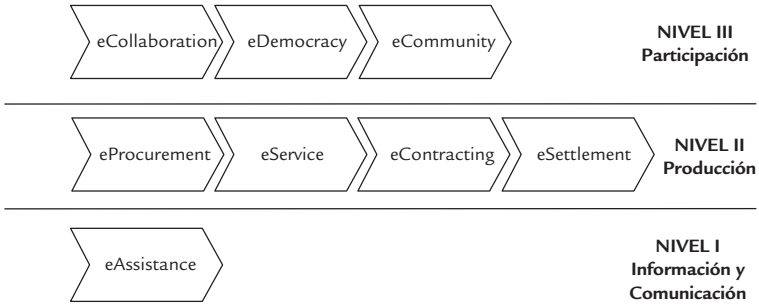 eCollaboration eDemocracy eCommunity
NIVEL III
Participación
eProcurement eService eContracting eSettlement
NIVEL II
Producción
eAssistance
NIVEL I
Información y
Comunicación